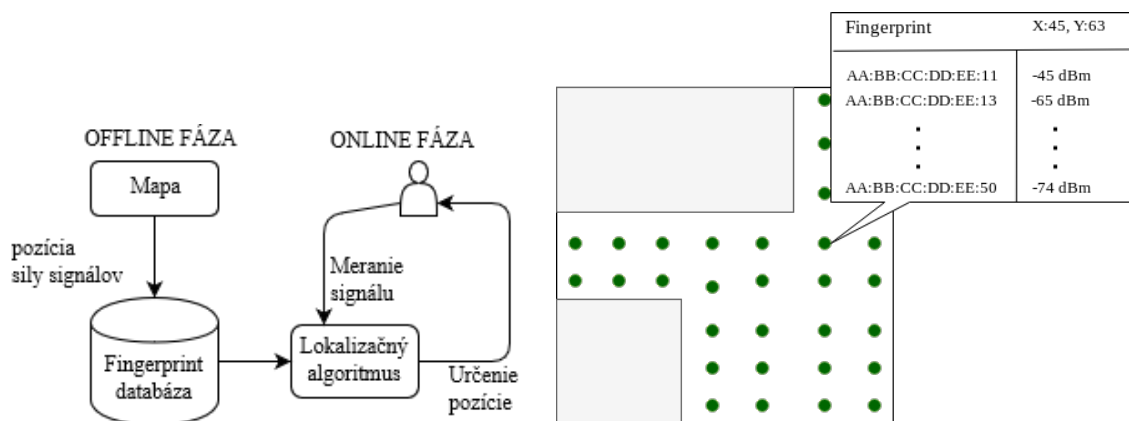 OFFLINE FÁZA
Mapa
pozícia
sily signálov
Fingerprint
databáza
ONLINE FÁZA
Meranie
signálu
Lokalizačný
algoritmus
Určenie
pozície
Fingerprint X:45, Y:63
AA:BB:CC:DD:EE:11 -45 dBm
AA:BB:CC:DD:EE:13 -65 dBm
AA:BB:CC:DD:EE:50 -74 dBm